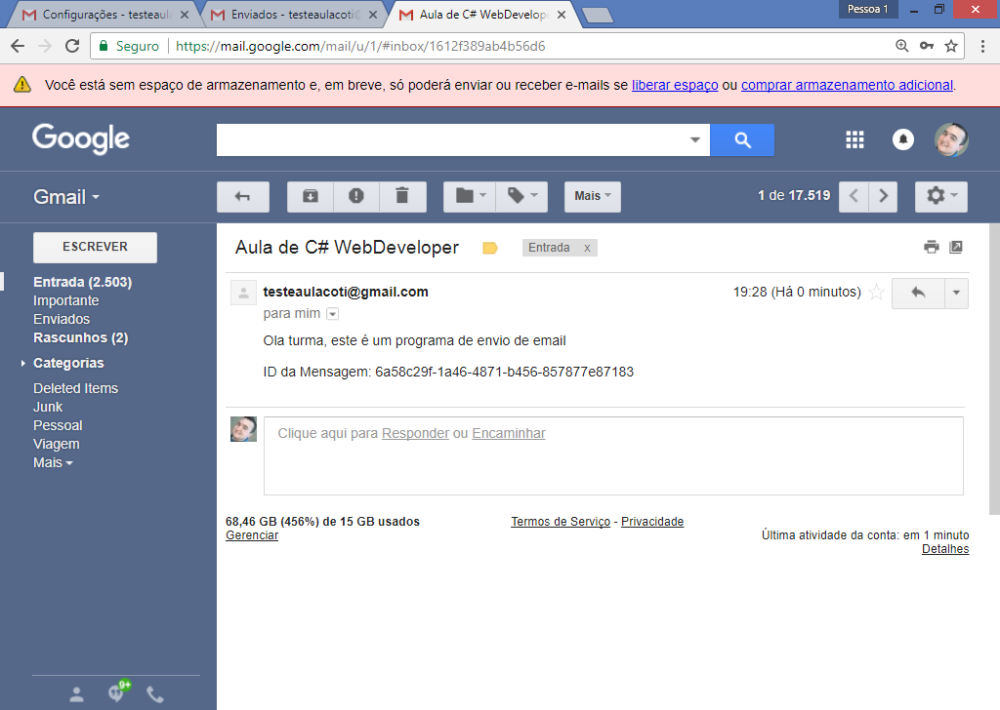 Configurações - testeaula
Enviados - testeaulacoti@
Aula de C# WebDevelop
Pessoa 1
Seguro https://mail.google.com/mail/u/1/#inbox/1612f389ab4b56d6
Você está sem espaço de armazenamento e, em breve, só poderá enviar ou receber e-mails se liberar espaço ou comprar armazenamento adicional.
Google
Gmail
Mais
1 de 17.519
ESCREVER
Entrada (2.503)
Importante
Enviados
Rascunhos (2)
Categorias
Deleted Items
Junk
Pessoal
Viagem
Mais
Aula de C# WebDeveloper
Entrada x
testeaulacoti@gmail.com
19:28 (Há 0 minutos)
para mim
Ola turma, este é um programa de envio de email
ID da Mensagem: 6a58c29f-1a46-4871-b456-857877e87183
Clique aqui para Responder ou Encaminhar
68,46 GB (456%) de 15 GB usados
Gerenciar
Termos de Serviço - Privacidade
Última atividade da conta: em 1 minuto
Detalhes
9+